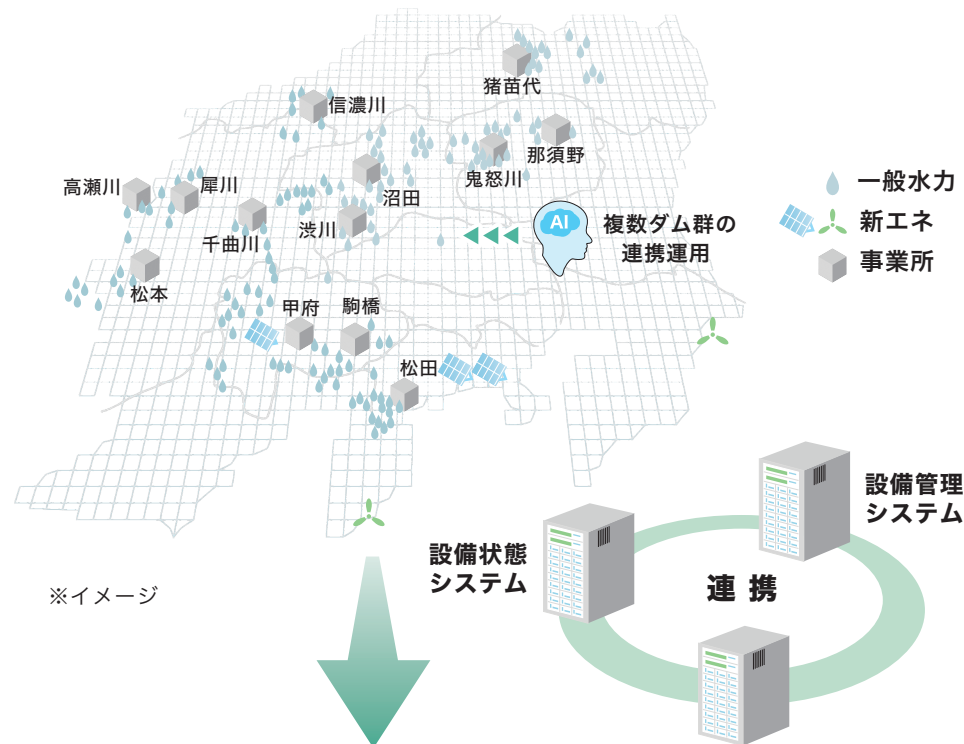 猪苗代
信濃川
那須野
鬼怒川
高瀬川
犀川
沼田
千曲川
渋川
松本
甲府
駒橋
松田
AI
複数ダム群の
連携運用
一般水力
新エネ
事業所
設備管理
システム
設備状態
システム
連携
※イメージ